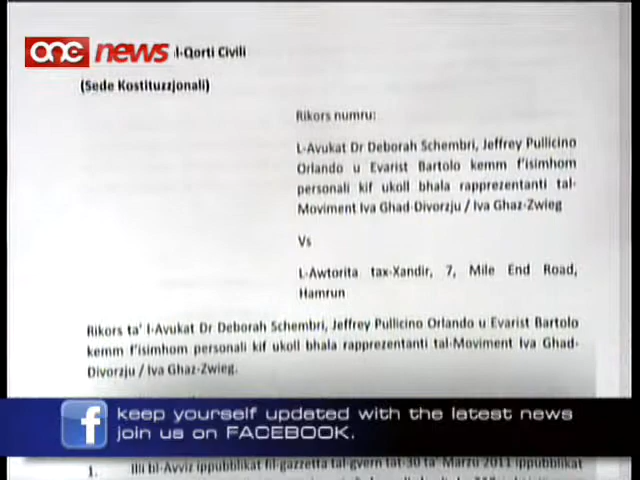 one news l-Qorti Civili
(Sede Kostituzzjonali)
Rikors numru:
L-Avukat Dr Deborah Schembri, Jeffrey Pullicino
Orlando u Evarist Bartolo kemm f'isimhom
personali kif ukoll bhala rapprezentanti tal-
Moviment Iva Ghad-Divorzju / Iva Ghaz-Zwieg
Vs
L-Awtorita tax-Xandir, 7, Mile End Road,
Hamrun
Rikors ta' l-Avukat Dr Deborah Schembri, Jeffrey Pullicino Orlando u Evarist Bartolo
kemm f'isimhom personali kif ukoll bhala rapprezentanti tal-Moviment Iva Ghad-
Divorzju / Iva Ghaz-Zwieg.
f keep yourself updated with the latest news
join us on FACEBOOK.
1. Illi bl-Avviz ippubblikat fil-gazzetta tal-gvern tat-30 ta' Marzu 2011 ippubblikat